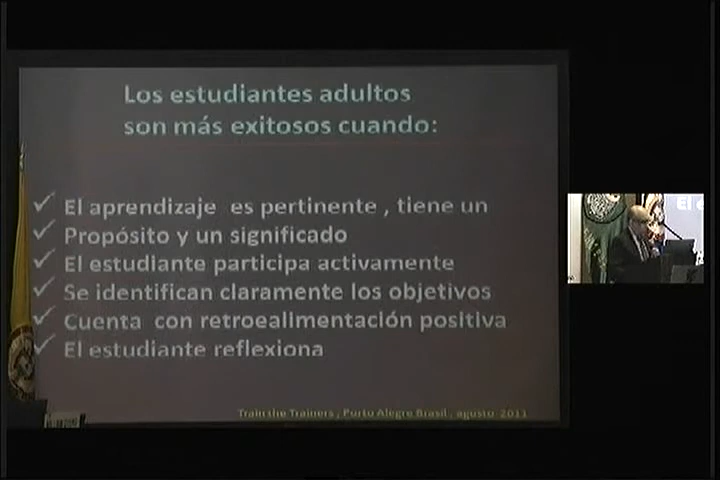 Los estudiantes adultos
son más exitosos cuando:
El aprendizaje es pertinente , tiene un
Propósito y un significado
El estudiante participa activamente
Se identifican claramente los objetivos
Cuenta con retroealimentación positiva
El estudiante reflexiona
Train the Trainers , Porto Alegre Brasil , agosto 2011
El